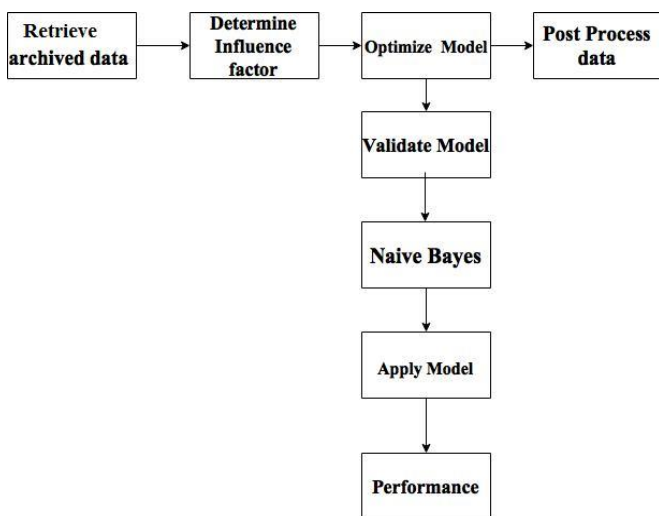 Retrieve
archived data
Determine
Influence
factor
Optimize Model
Post Process
data
Validate Model
Naive Bayes
Apply Model
Performance